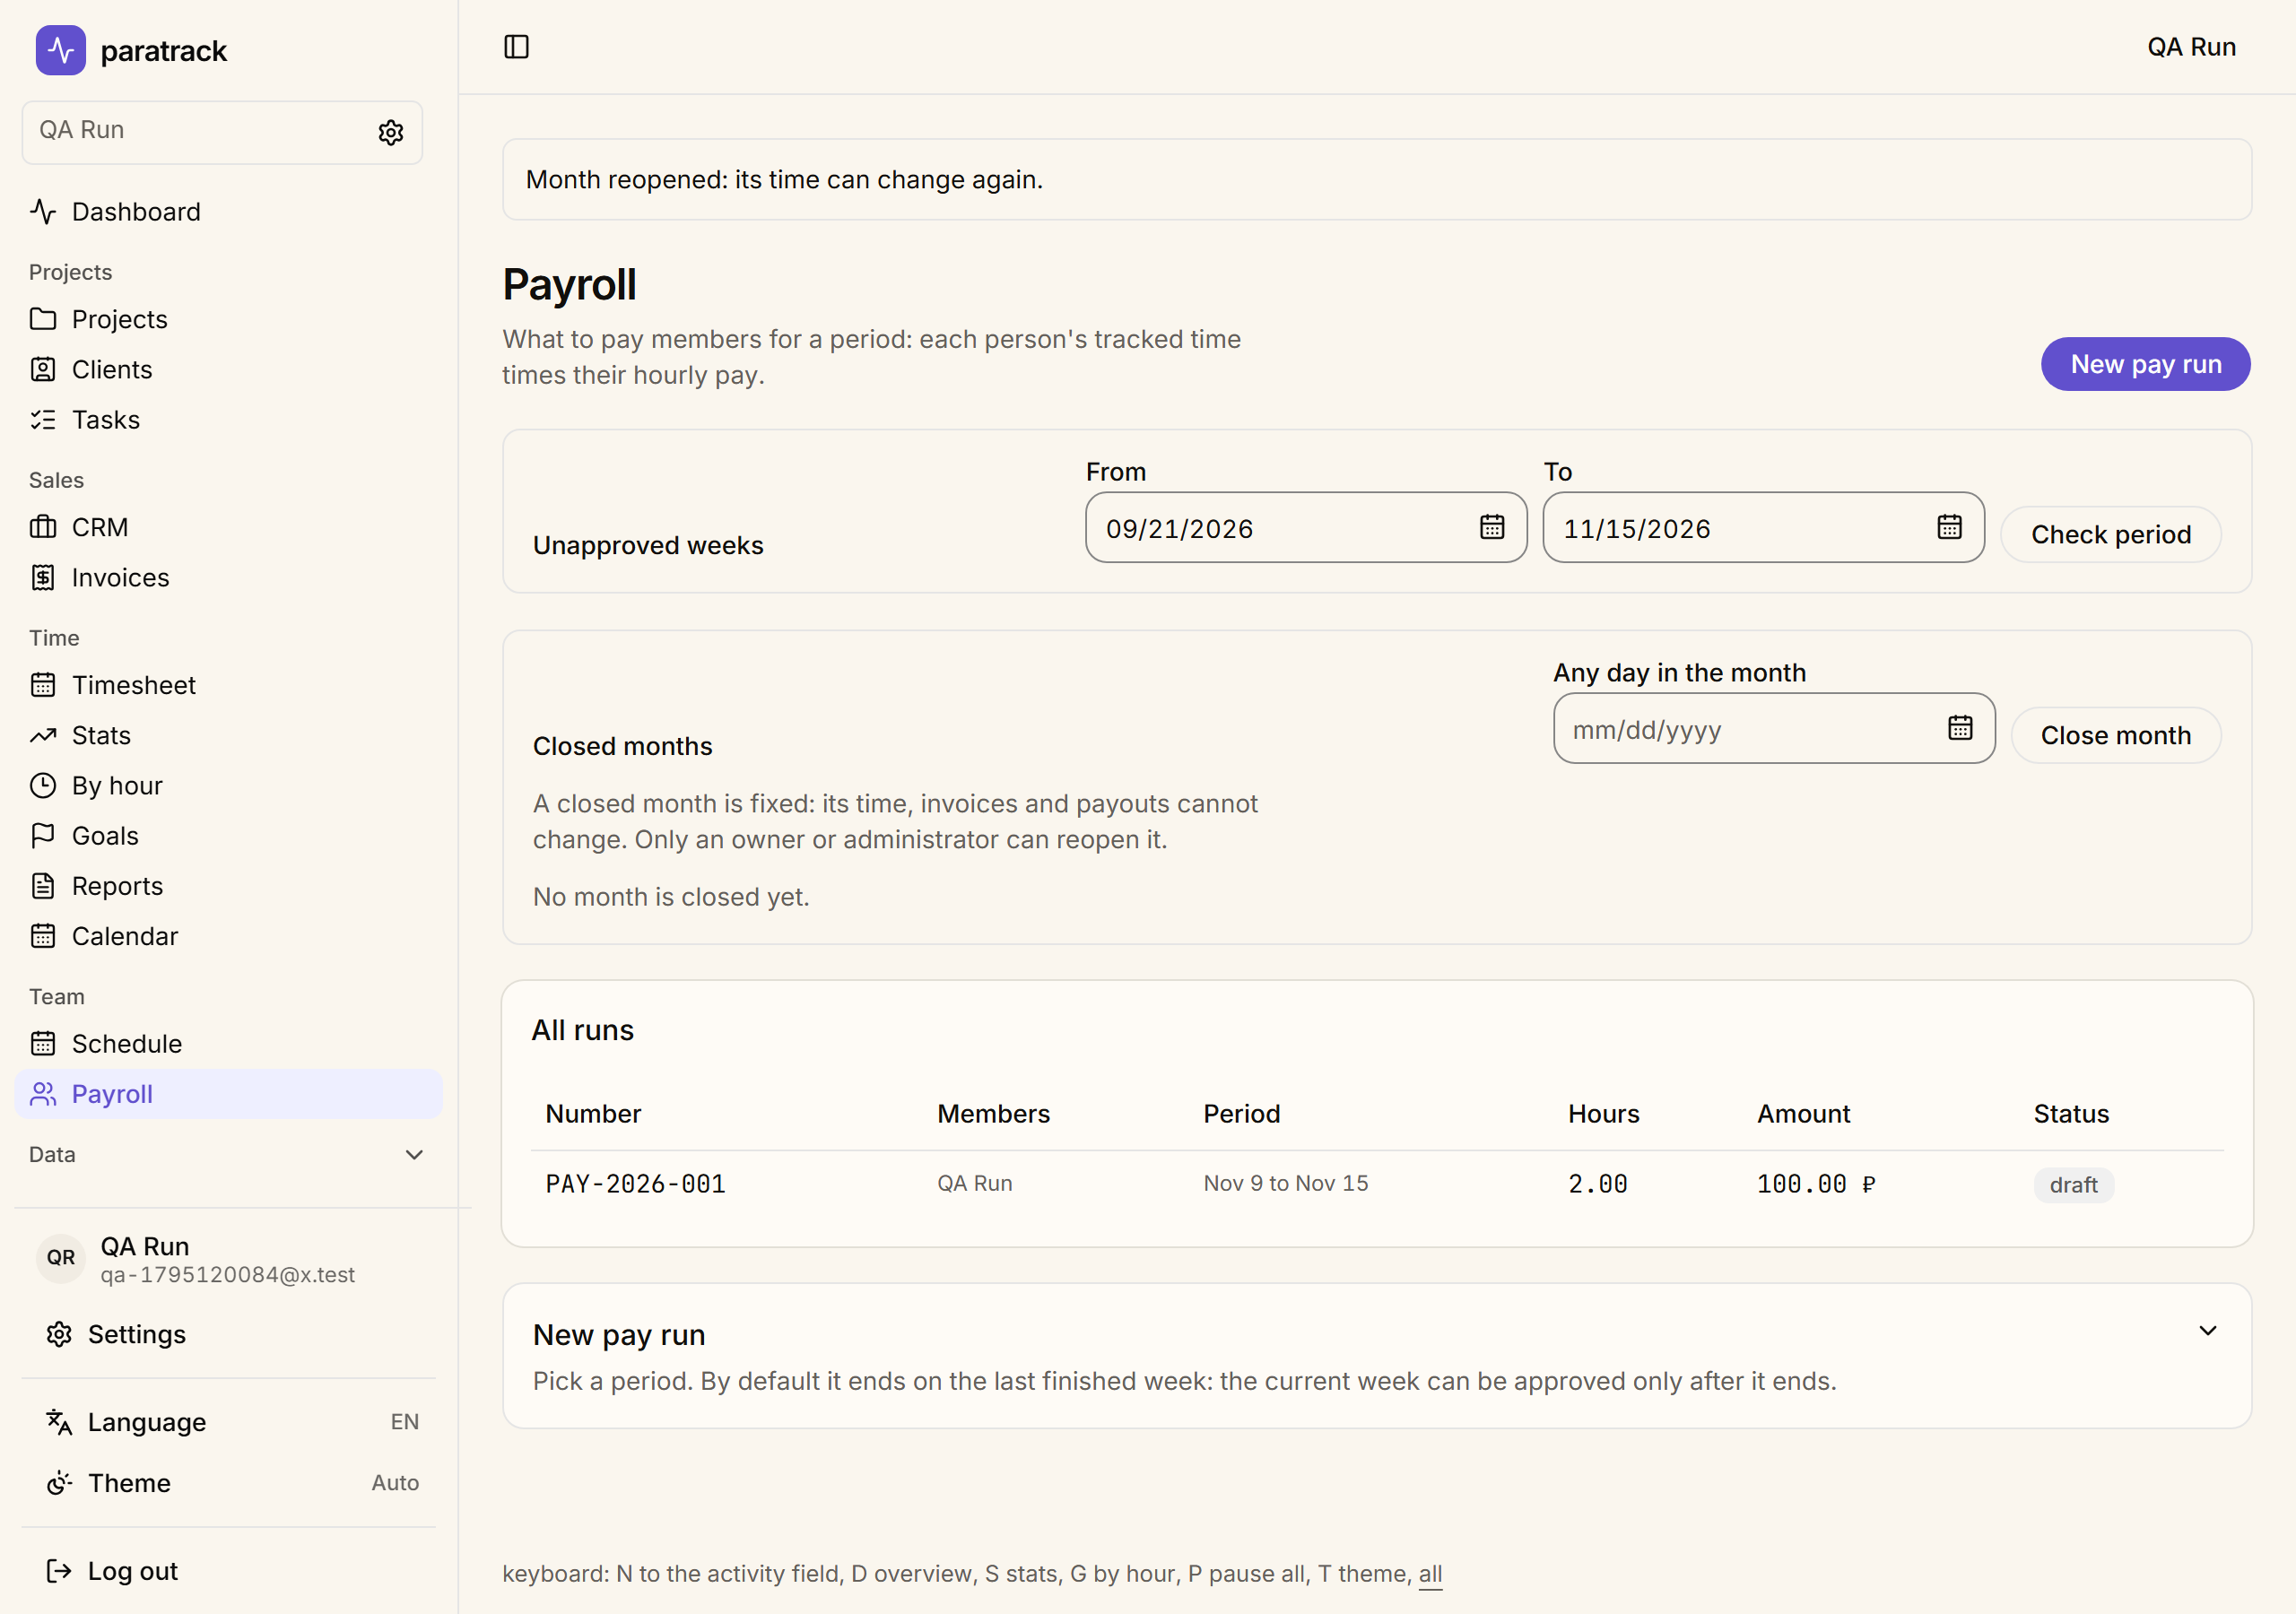 paratrack
QA Run
QA Run
Dashboard
Projects
Projects
Clients
Tasks
Sales
CRM
Invoices
Time
Timesheet
Stats
By hour
Goals
Reports
Calendar
Team
Schedule
Payroll
Data
QR
QA Run
qa-1795120084@x.test
Settings
Language EN
Theme Auto
Log out
Month reopened: its time can change again.
Payroll
What to pay members for a period: each person's tracked time
times their hourly pay.
New pay run
Unapproved weeks
From
09/21/2026
To
11/15/2026
Check period
Closed months
Any day in the month
mm/dd/yyyy
Close month
A closed month is fixed: its time, invoices and payouts cannot
change. Only an owner or administrator can reopen it.
No month is closed yet.
All runs
Number Members Period Hours Amount Status
PAY-2026-001 QA Run Nov 9 to Nov 15 2.00 100.00 ₽ draft
New pay run
Pick a period. By default it ends on the last finished week: the current week can be approved only after it ends.
keyboard: N to the activity field, D overview, S stats, G by hour, P pause all, T theme, all